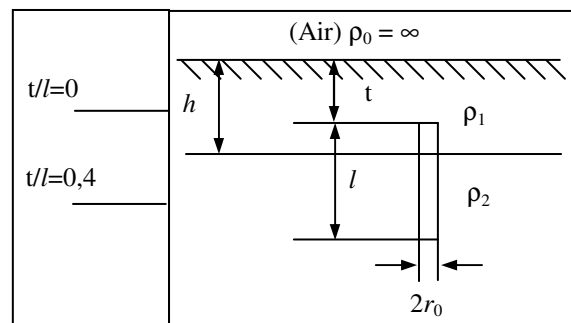 (Air) ρ₀ = ∞
t/l=0
h
t
ρ₁
t/l=0,4
l
ρ₂
2r₀